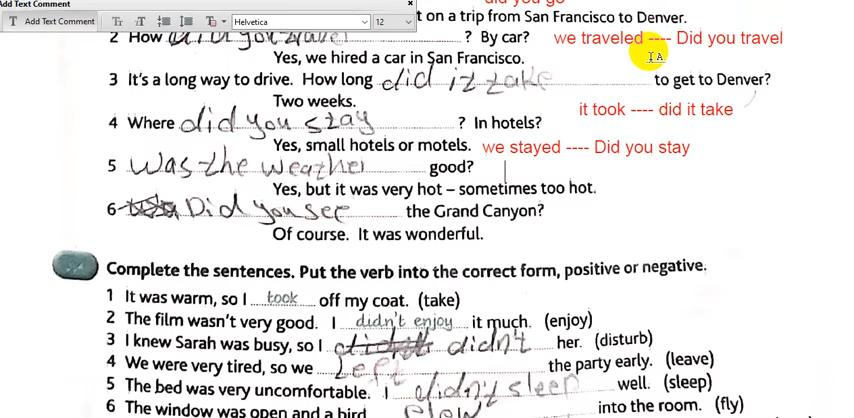 Add Text Comment
did you go
Add Text Comment Helvetica 12
t on a trip from San Francisco to Denver.
2 How did you travel ? By car? we traveled ---- Did you travel
Yes, we hired a car in San Francisco.
3 It's a long way to drive. How long did it take to get to Denver?
Two weeks. it took ---- did it take
4 Where did you stay ? In hotels?
Yes, small hotels or motels. we stayed ---- Did you stay
5 Was the weather good?
Yes, but it was very hot – sometimes too hot.
6 Did you see the Grand Canyon?
Of course. It was wonderful.
Complete the sentences. Put the verb into the correct form, positive or negative.
1 It was warm, so I took off my coat. (take)
2 The film wasn't very good. I didn't enjoy it much. (enjoy)
3 I knew Sarah was busy, so I didn't her. (disturb)
4 We were very tired, so we Left the party early. (leave)
5 The bed was very uncomfortable. I didn't sleep well. (sleep)
6 The window was open and a bird into the room. (fly)